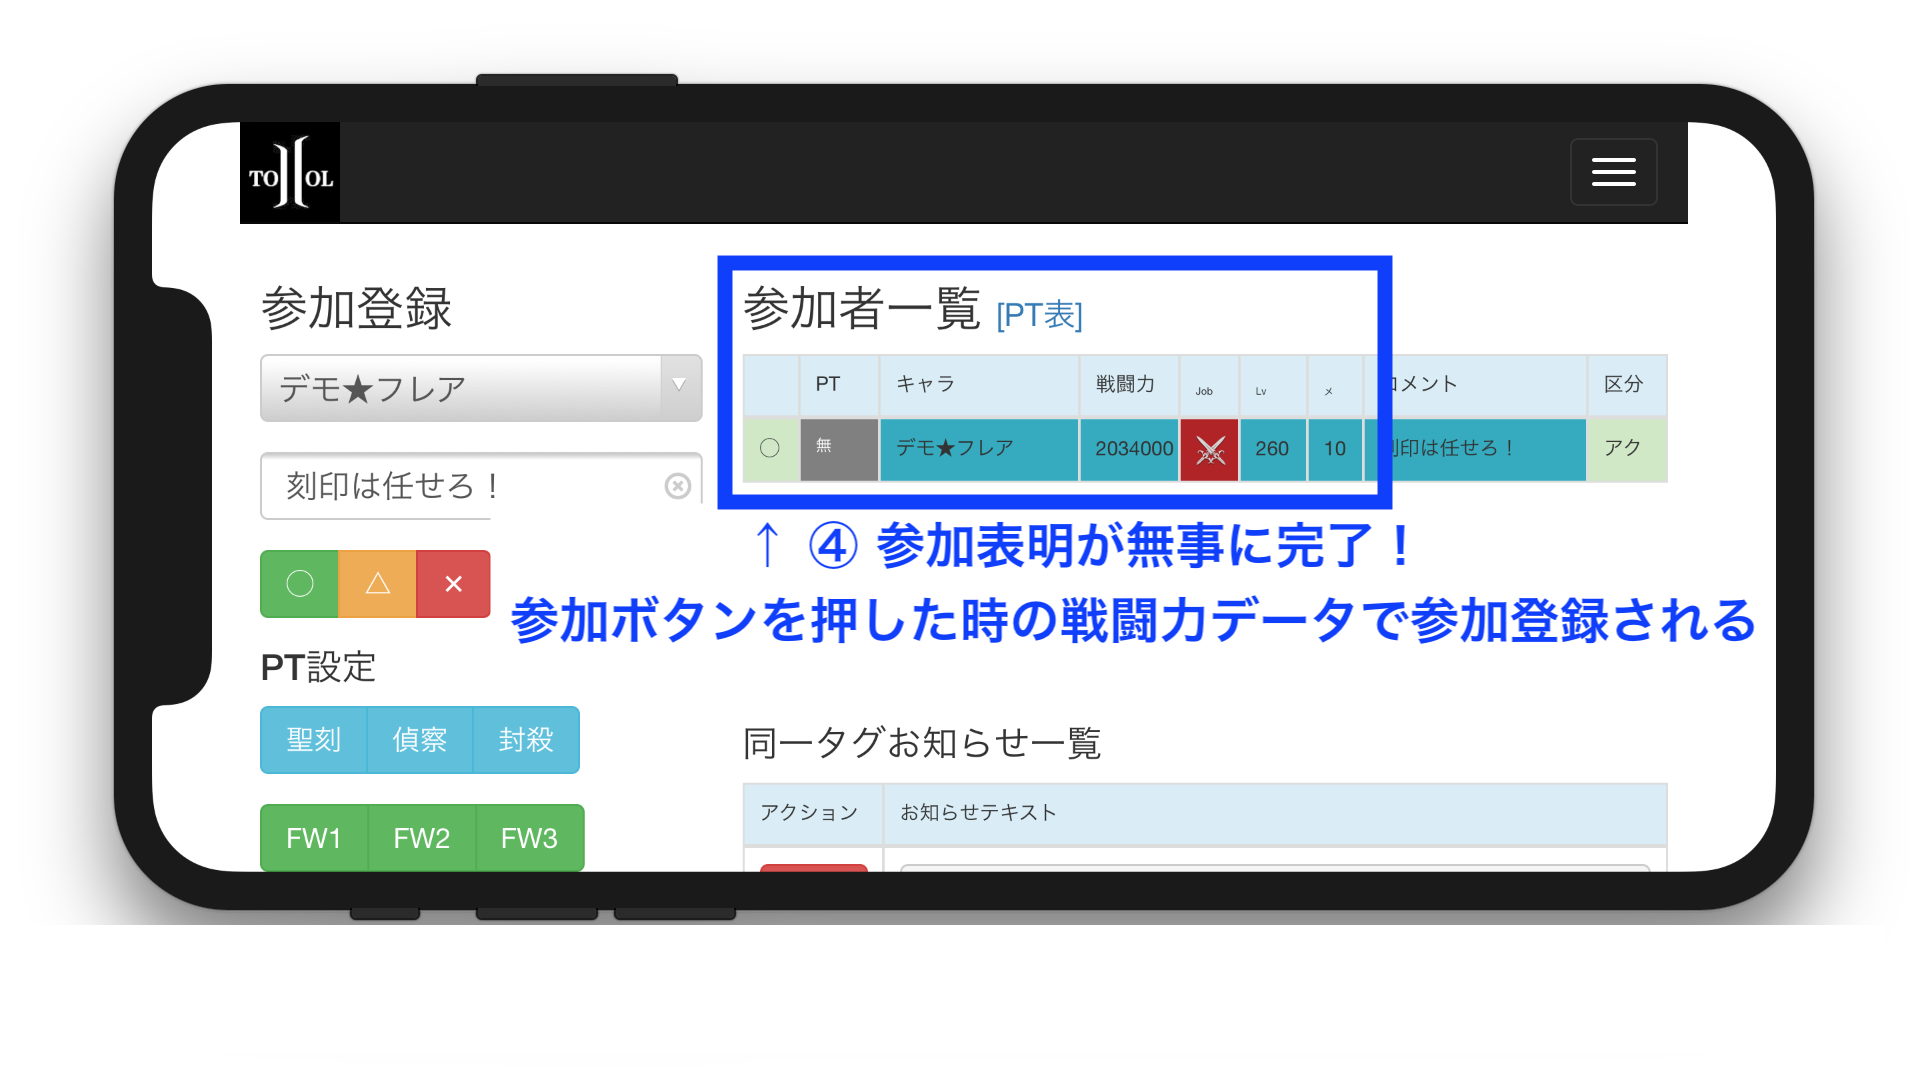 TOOL
参加登録
デモ★フレア
刻印は任せろ！
○ △ ×
PT設定
聖刻 偵察 封殺
FW1 FW2 FW3
参加者一覧 [PT表]
PT キャラ 戦闘力 Job Lv メ コメント 区分
○ 無 デモ★フレア 2034000 260 10 刻印は任せろ！ アク
↑ ④ 参加表明が無事に完了！
参加ボタンを押した時の戦闘力データで参加登録される
同一タグお知らせ一覧
アクション お知らせテキスト